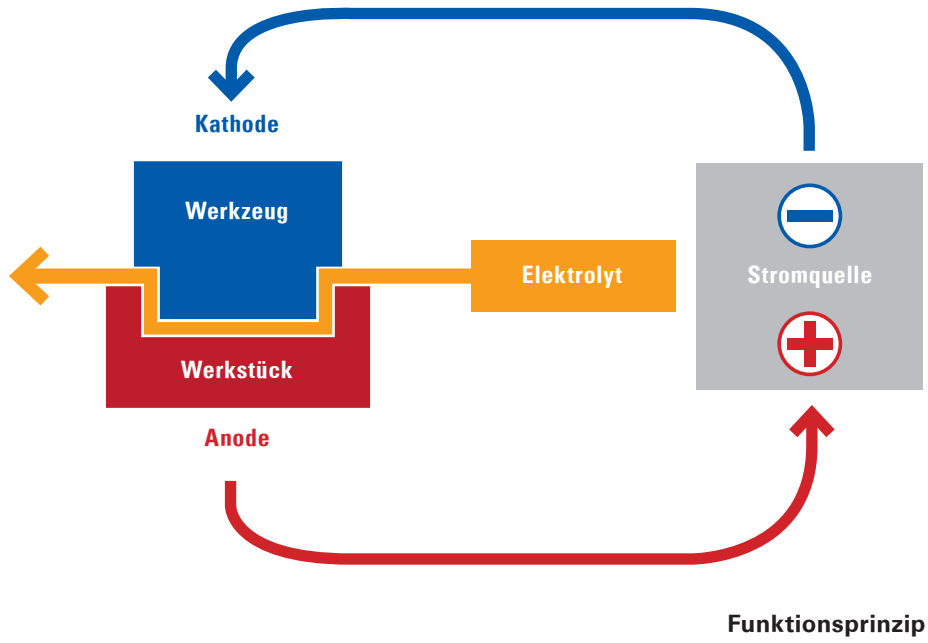 Kathode
Werkzeug
Elektrolyt
Stromquelle
Werkstück
Anode
Funktionsprinzip